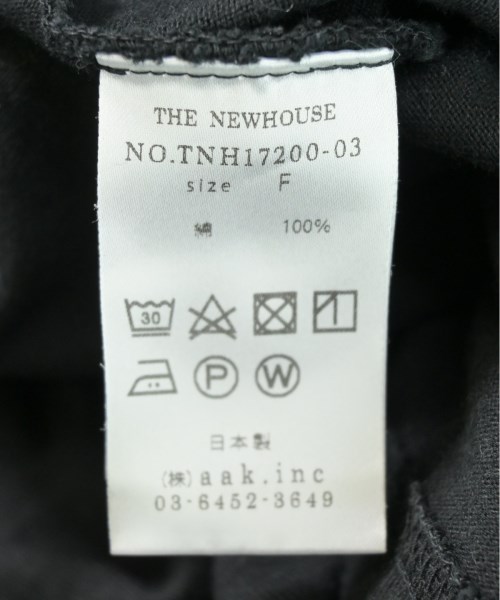 THE NEWHOUSE
NO.TNH17200-03
size F
綿 100%
30
P W
日本製
(株)aak.inc
03-6452-3649